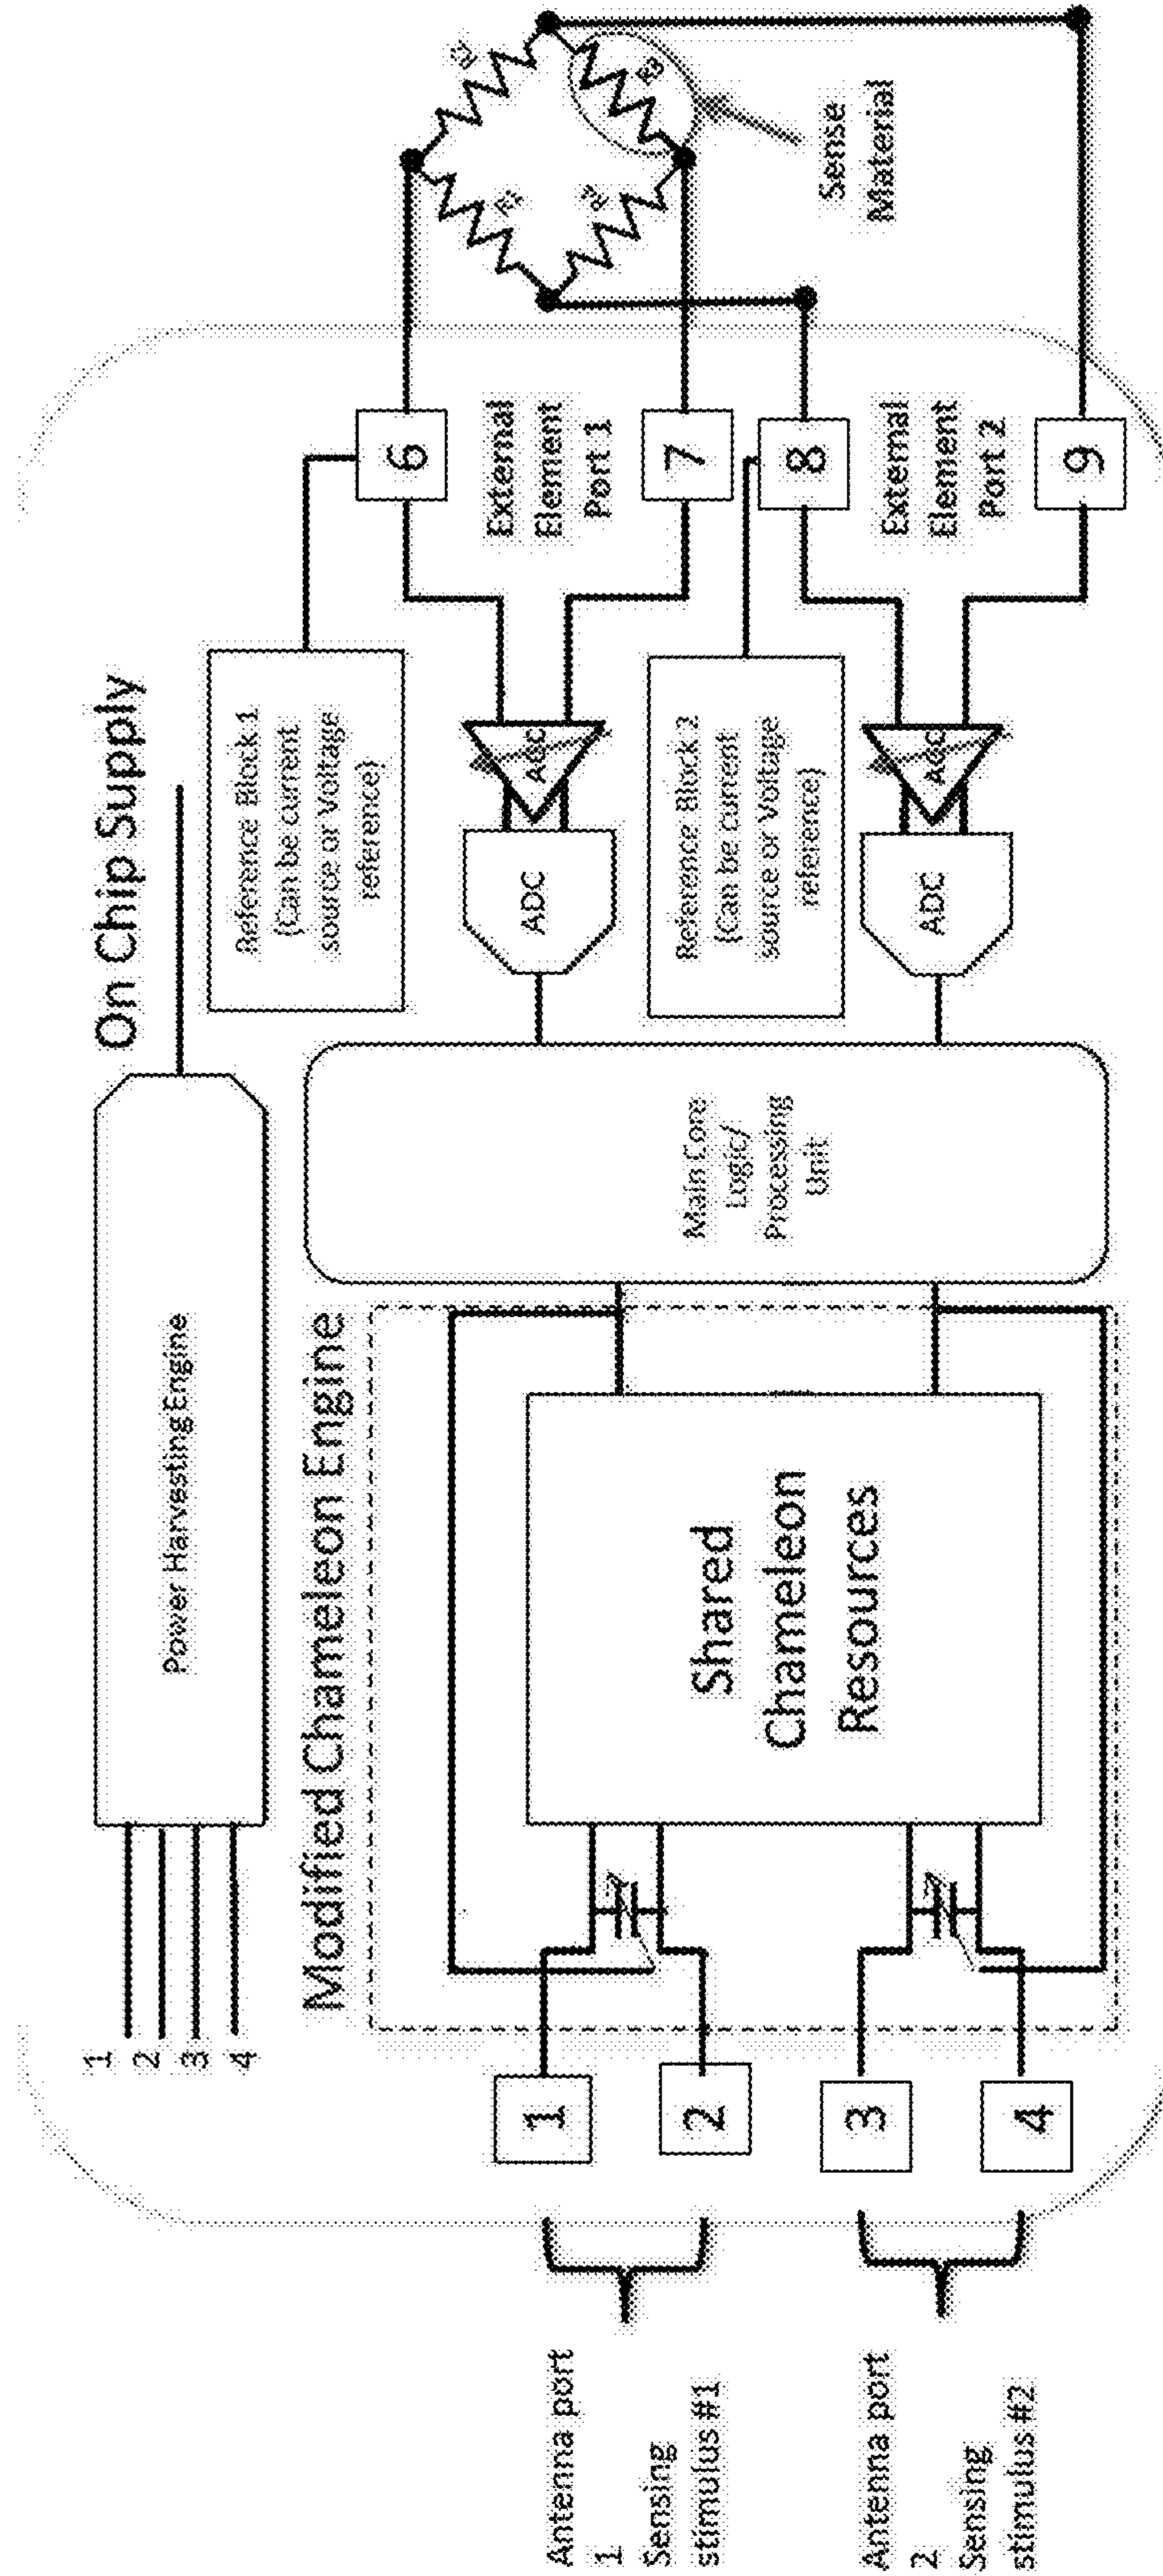 On Chip Supply
1
2
3
4
Power Harvesting Engine
Reference Block 1
(Can be current
source or Voltage
reference)
Modified Chameleon Engine
6
External
Element
Port 1
7
AGC
ADC
Sense
Material
Main Core
Logic/
Processing
Unit
Shared
Chameleon
Resources
Reference Block 2
(Can be current
source or Voltage
reference)
8
External
Element
Port 2
9
AGC
ADC
1
2
3
4
Antenna port
1
Sensing
stimulus #1
Antenna port
2
Sensing
stimulus #2